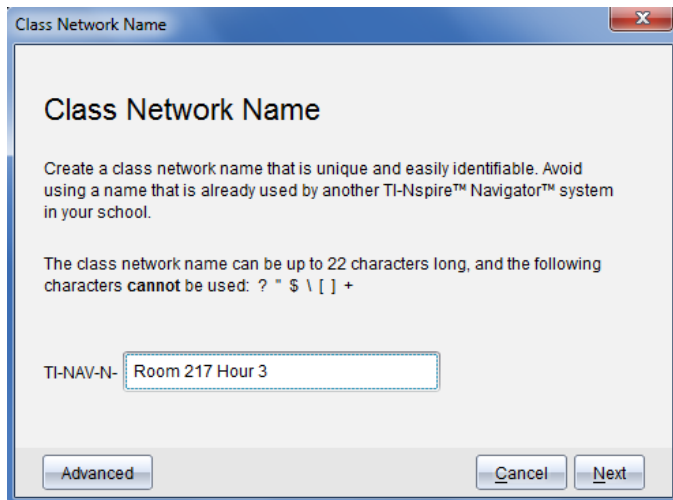 Class Network Name
Class Network Name
Create a class network name that is unique and easily identifiable. Avoid
using a name that is already used by another TI-Nspire™ Navigator™ system
in your school.
The class network name can be up to 22 characters long, and the following
characters cannot be used: ? " $ \ [ ] +
TI-NAV-N- Room 217 Hour 3
Advanced Cancel Next